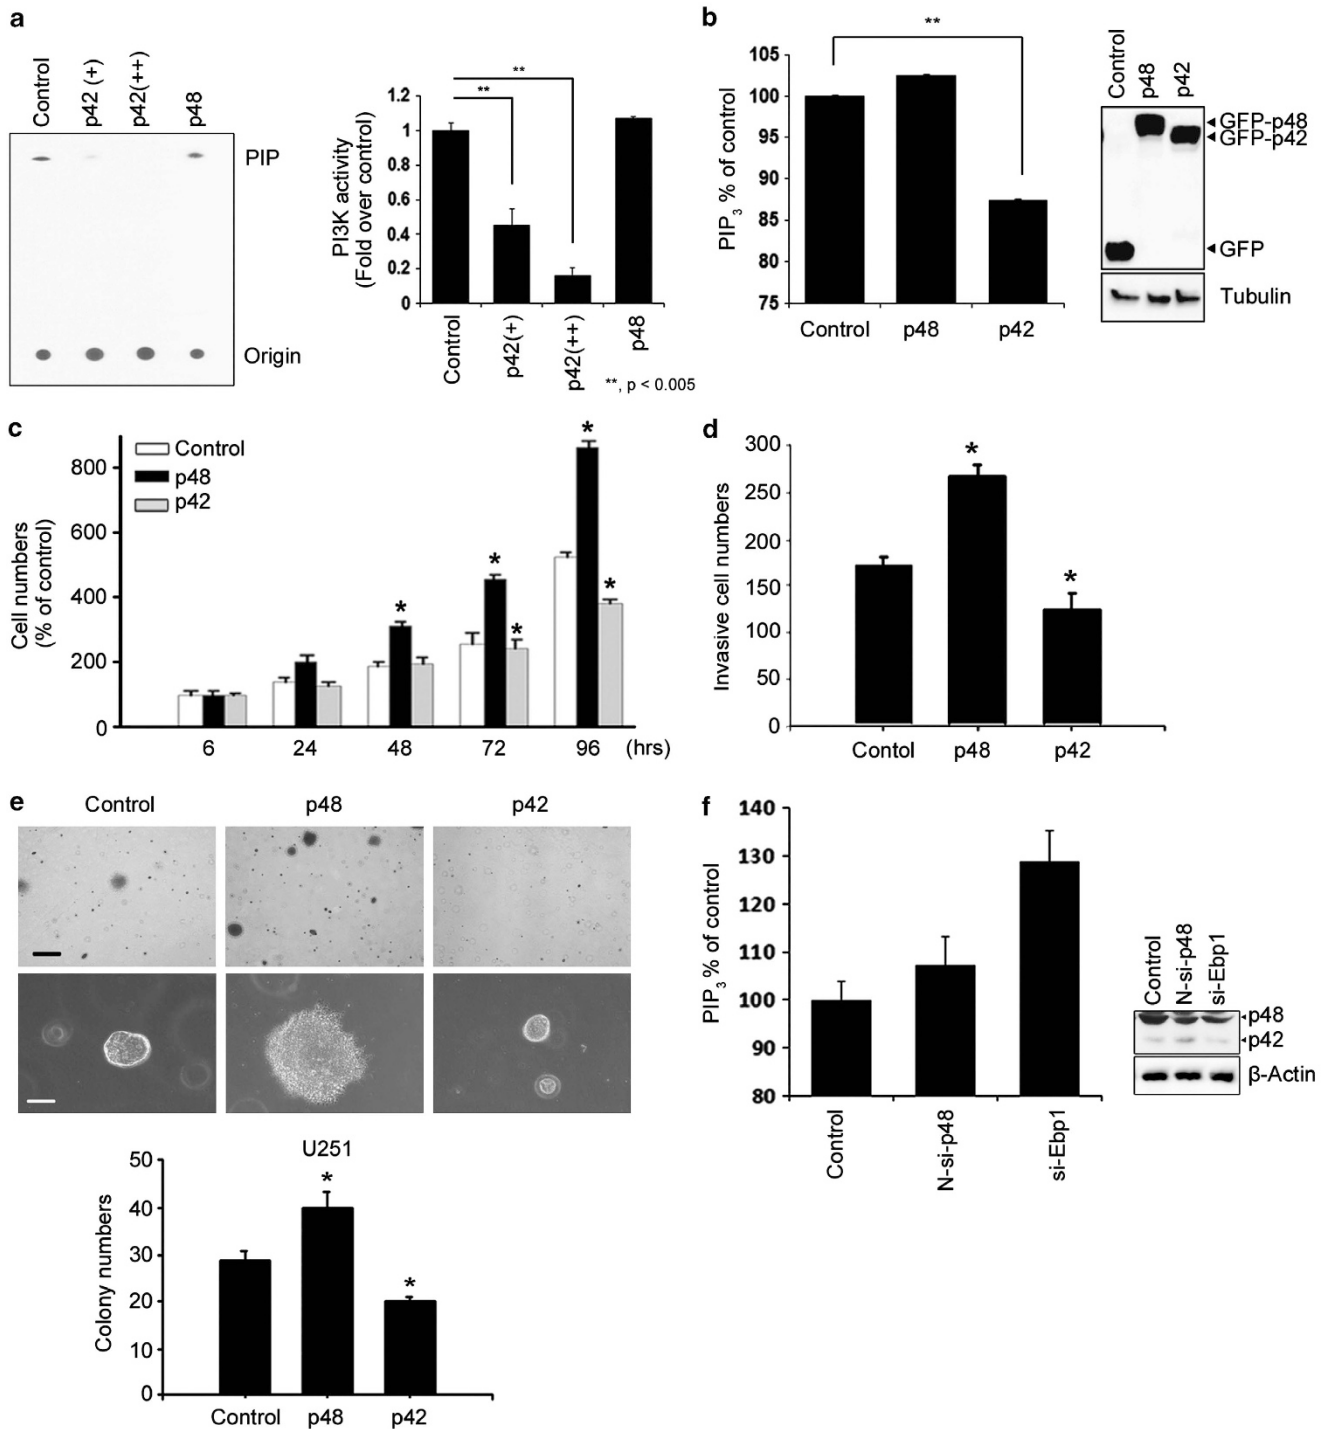 a
Control
p42 (+)
p42(++)
p48
PIP
Origin
PI3K activity
(Fold over control)
1.2
1
0.8
0.6
0.4
0.2
0
**
**
Control
p42(+)
p42(++)
p48
**, p < 0.005
b
PIP3 % of control
105
100
95
90
85
80
75
**
Control
p48
p42
Control
p48
p42
GFP-p48
GFP-p42
GFP
Tubulin
c
Cell numbers
(% of control)
800
600
400
200
0
Control
p48
p42
*
*
*
*
*
6
24
48
72
96
(hrs)
d
Invasive cell numbers
300
250
200
150
100
50
0
*
*
Contol
p48
p42
e
Control
p48
p42
U251
Colony numbers
50
40
30
20
10
0
*
*
Control
p48
p42
f
PIP3 % of control
140
130
120
110
100
90
80
Control
N-si-p48
si-Ebp1
Control
N-si-p48
si-Ebp1
p48
p42
β-Actin